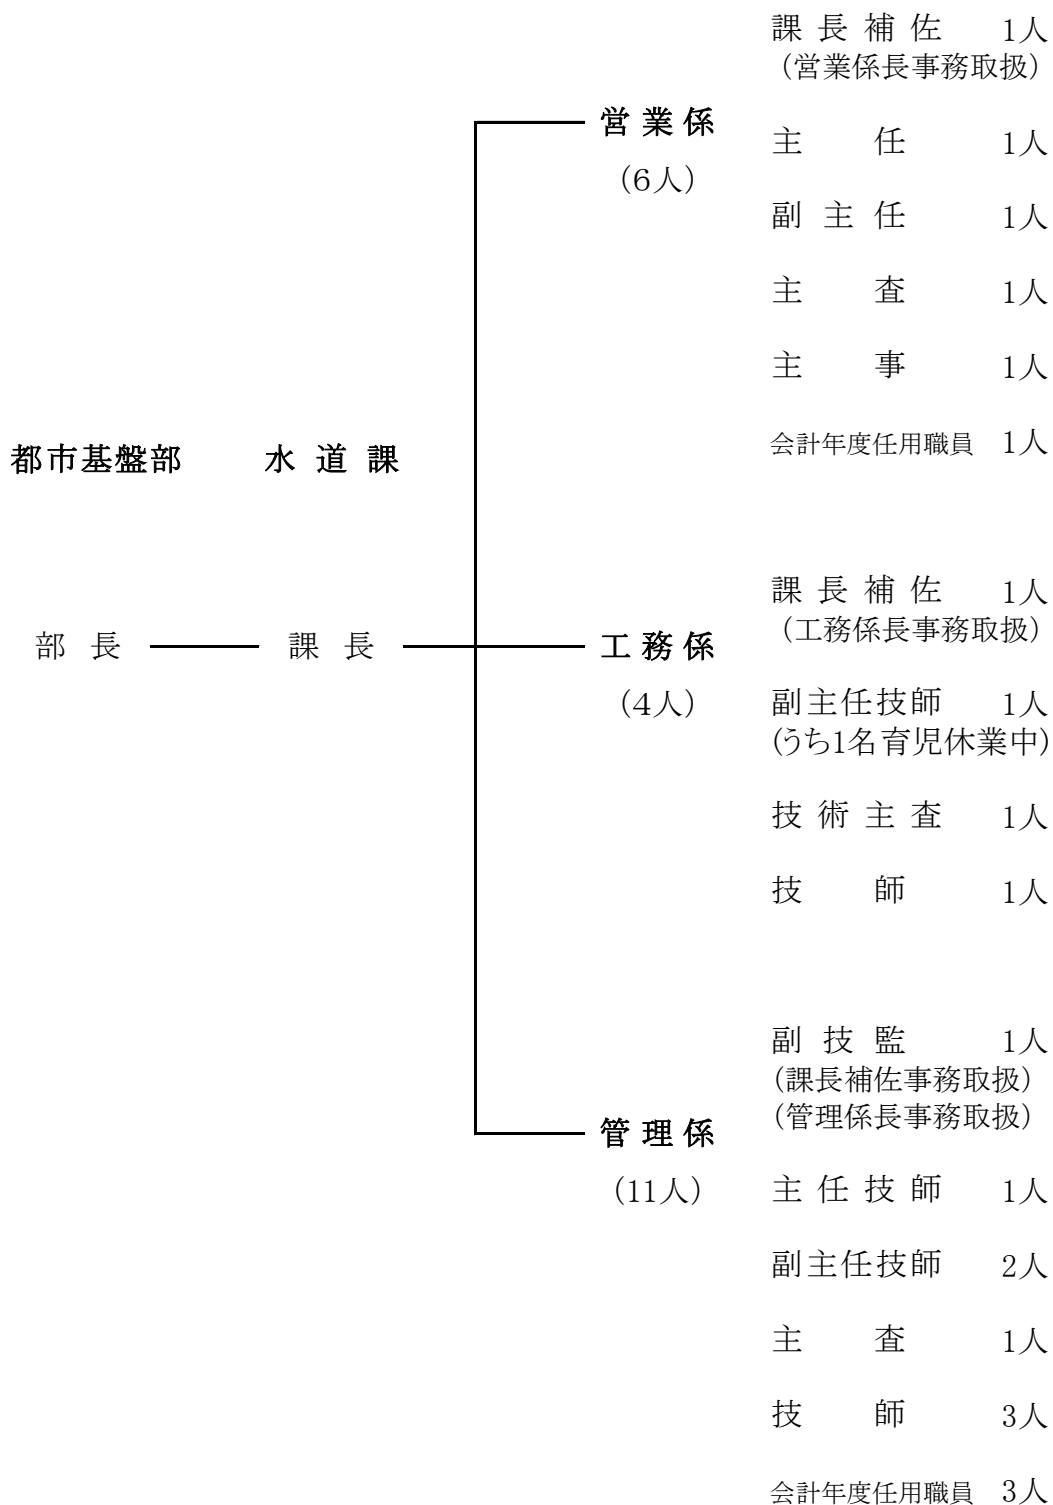 都市基盤部 水道課
部長 課長
営業係
（6人）
課長補佐 1人
（営業係長事務取扱）
主任 1人
副主任 1人
主査 1人
主事 1人
会計年度任用職員 1人
工務係
（4人）
課長補佐 1人
（工務係長事務取扱）
副主任技師 1人
(うち1名育児休業中)
技術主査 1人
技師 1人
管理係
（11人）
副技監 1人
（課長補佐事務取扱）
（管理係長事務取扱）
主任技師 1人
副主任技師 2人
主査 1人
技師 3人
会計年度任用職員 3人